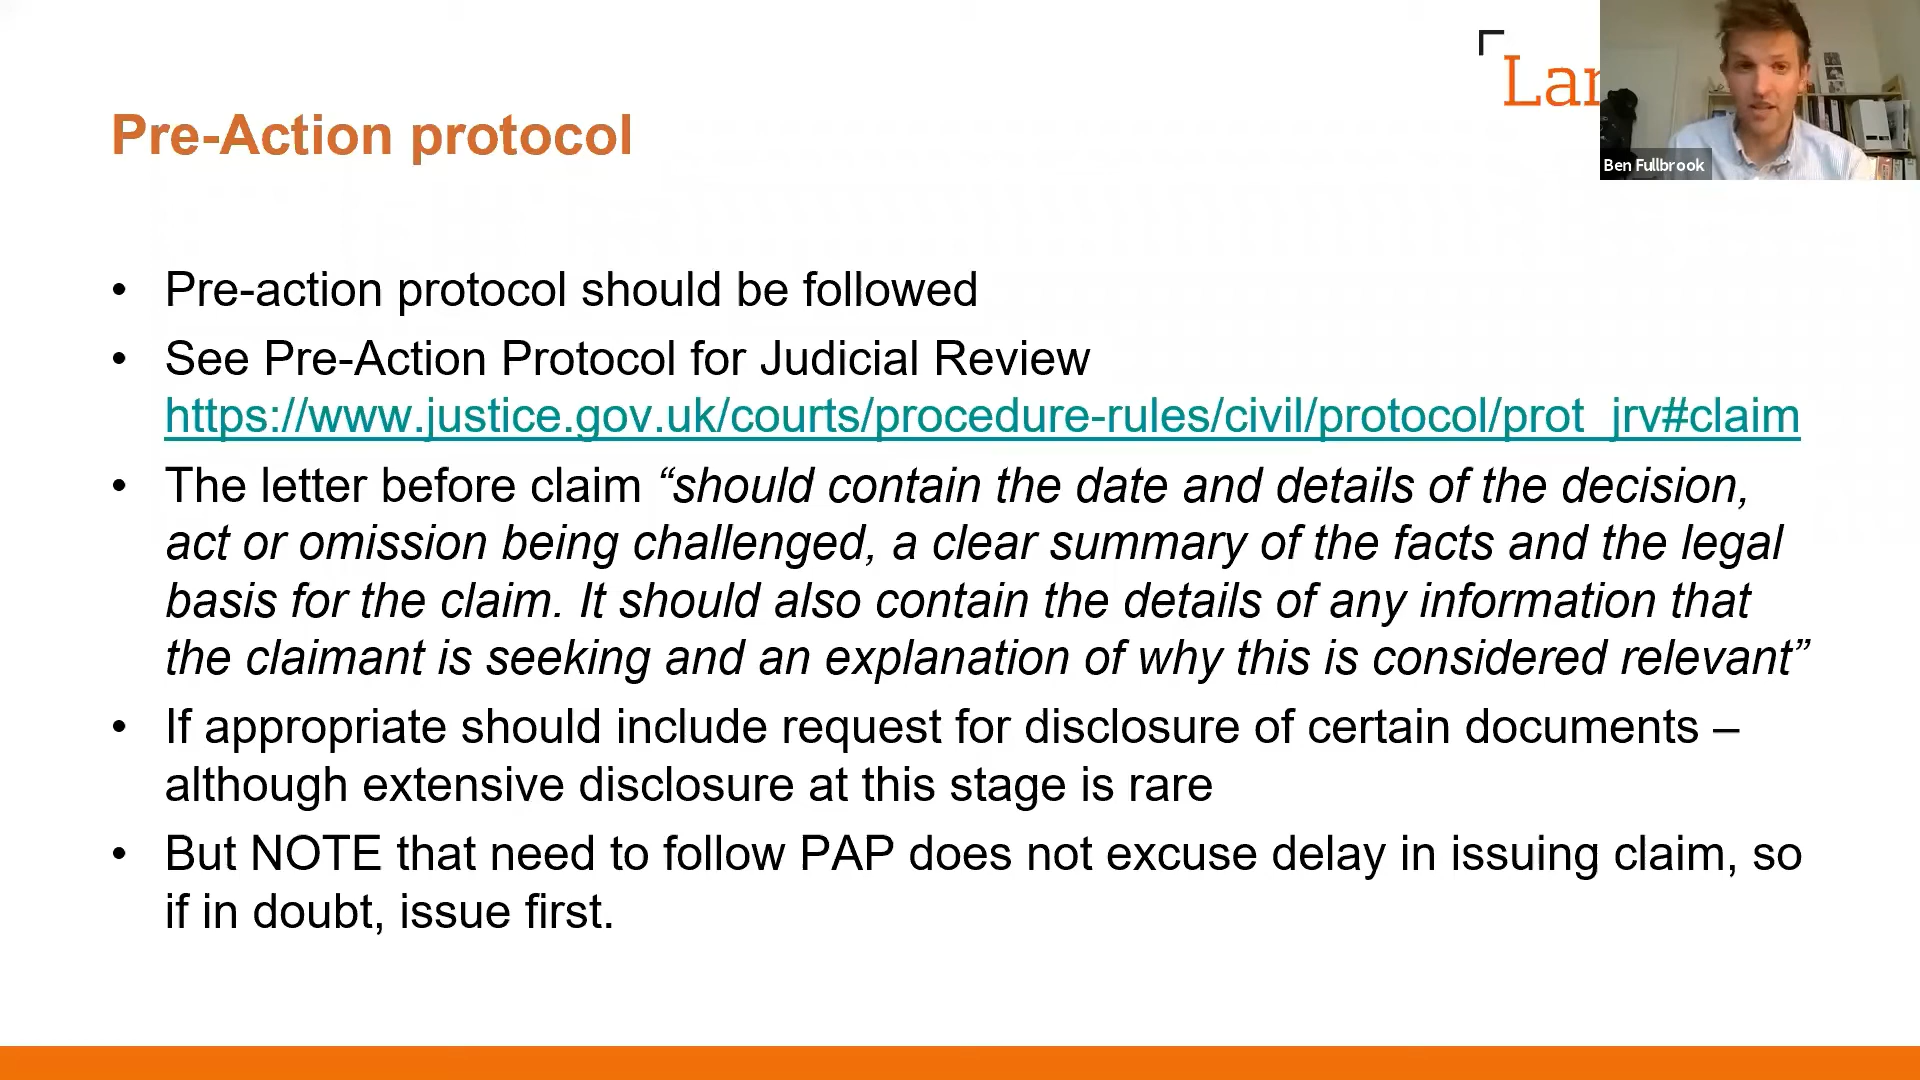 Lan
Ben Fullbrook
Pre-Action protocol
• Pre-action protocol should be followed
• See Pre-Action Protocol for Judicial Review
https://www.justice.gov.uk/courts/procedure-rules/civil/protocol/prot_jrv#claim
• The letter before claim “should contain the date and details of the decision,
act or omission being challenged, a clear summary of the facts and the legal
basis for the claim. It should also contain the details of any information that
the claimant is seeking and an explanation of why this is considered relevant”
• If appropriate should include request for disclosure of certain documents –
although extensive disclosure at this stage is rare
• But NOTE that need to follow PAP does not excuse delay in issuing claim, so
if in doubt, issue first.